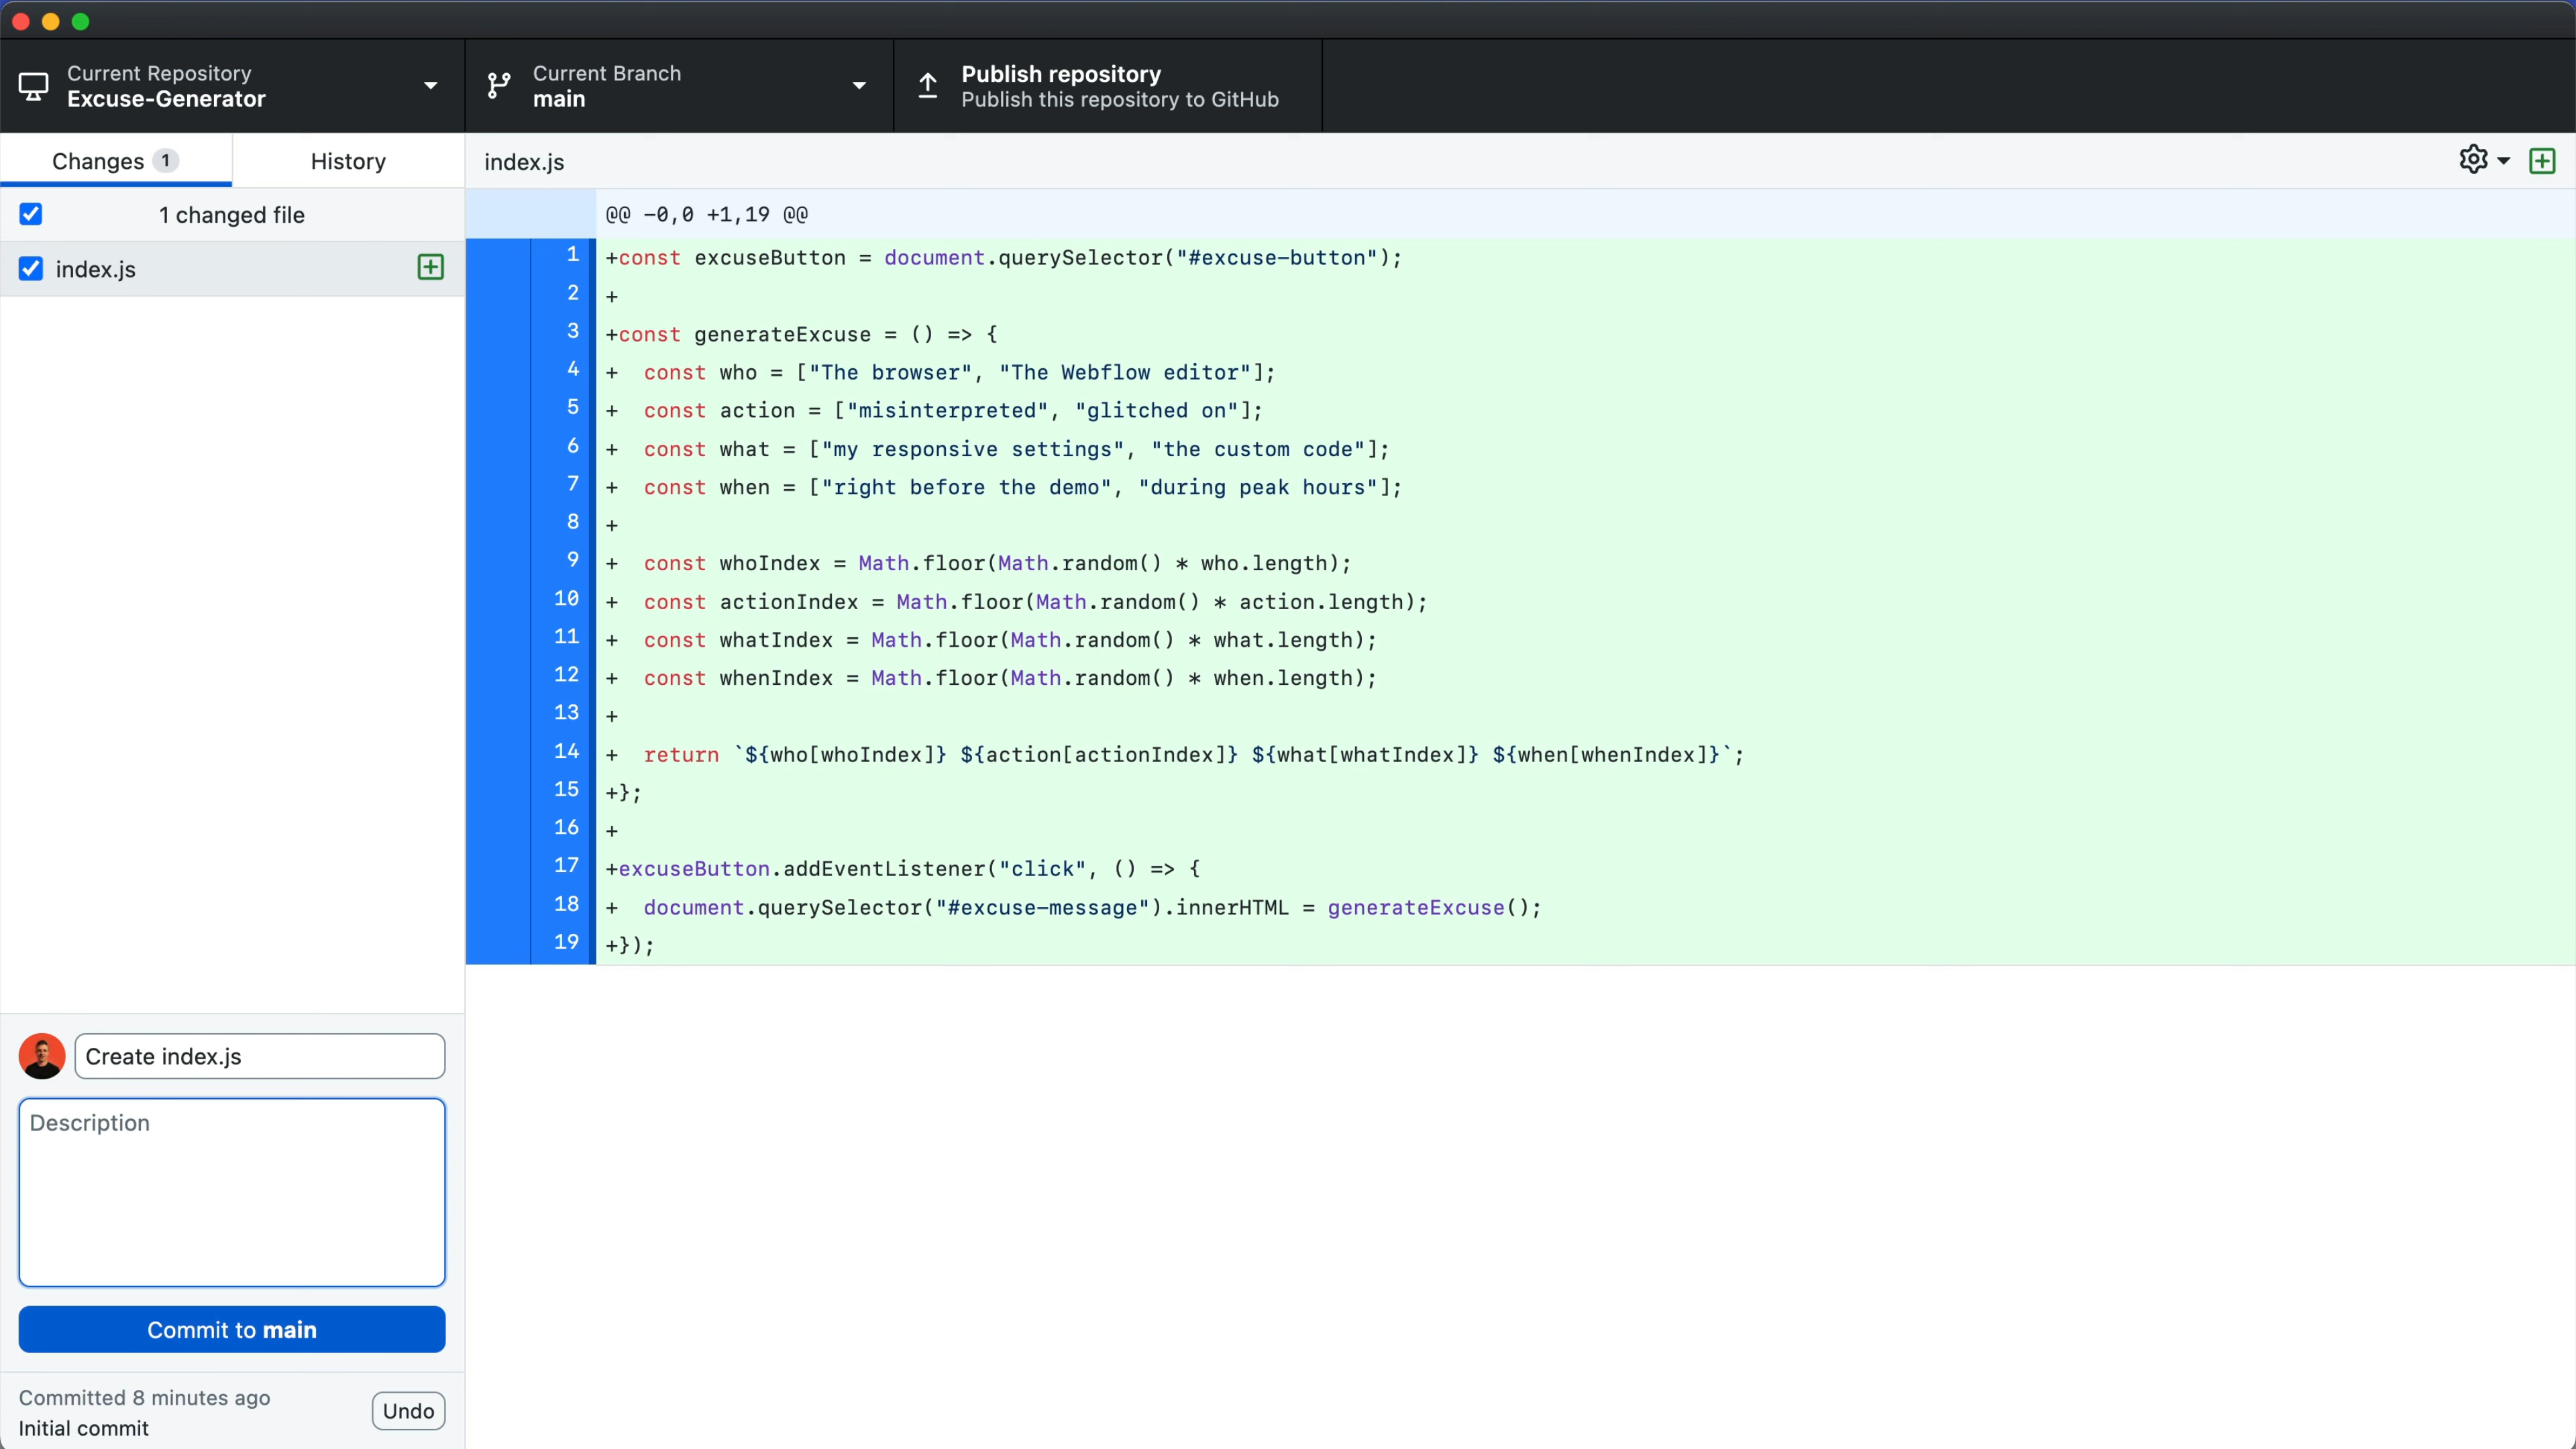 Current Repository
Excuse-Generator
Current Branch
main
Publish repository
Publish this repository to GitHub
Changes 1
History
index.js
1 changed file
index.js
@@ -0,0 +1,19 @@
1 +const excuseButton = document.querySelector("#excuse-button");
2 +
3 +const generateExcuse = () => {
4 +  const who = ["The browser", "The Webflow editor"];
5 +  const action = ["misinterpreted", "glitched on"];
6 +  const what = ["my responsive settings", "the custom code"];
7 +  const when = ["right before the demo", "during peak hours"];
8 +
9 +  const whoIndex = Math.floor(Math.random() * who.length);
10 +  const actionIndex = Math.floor(Math.random() * action.length);
11 +  const whatIndex = Math.floor(Math.random() * what.length);
12 +  const whenIndex = Math.floor(Math.random() * when.length);
13 +
14 +  return `${who[whoIndex]} ${action[actionIndex]} ${what[whatIndex]} ${when[whenIndex]}`;
15 +};
16 +
17 +excuseButton.addEventListener("click", () => {
18 +  document.querySelector("#excuse-message").innerHTML = generateExcuse();
19 +});
Create index.js
Description
Commit to main
Committed 8 minutes ago
Initial commit
Undo